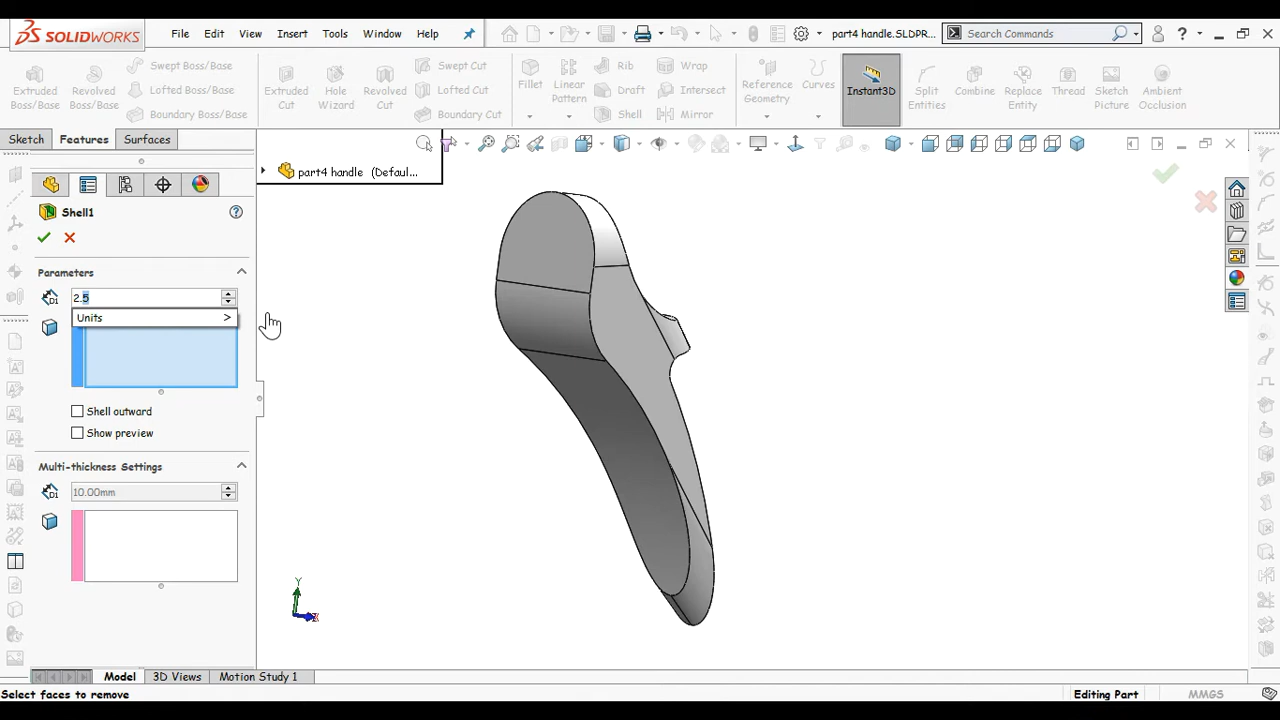 SOLIDWORKS File Edit View Insert Tools Window Help part4 handle.SLDPR... Search Commands ?
Extruded Boss/Base Revolved Boss/Base Swept Boss/Base Lofted Boss/Base Boundary Boss/Base Extruded Cut Hole Wizard Revolved Cut Swept Cut Lofted Cut Boundary Cut Fillet Linear Pattern Rib Draft Shell Wrap Intersect Mirror Reference Geometry Curves Instant3D Split Entities Combine Replace Entity Thread Sketch Picture Ambient Occlusion
Sketch Features Surfaces
part4 handle (Defaul...
Shell1 ?
Parameters
D1 2.5
Units >
Shell outward
Show preview
Multi-thickness Settings
D1 10.00mm
Y
Model 3D Views Motion Study 1
Select faces to remove Editing Part MMGS